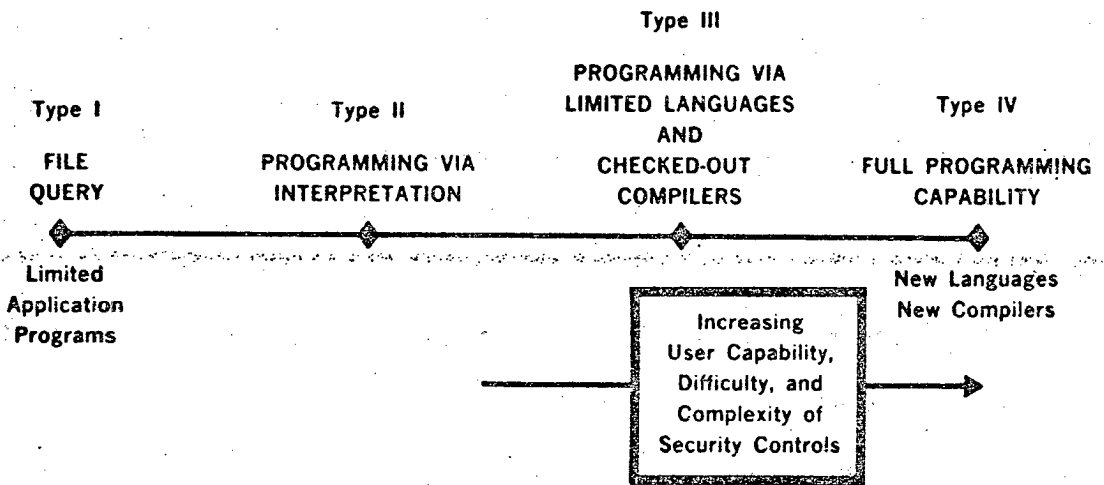 Type I
FILE
QUERY
Type II
PROGRAMMING VIA
INTERPRETATION
Type III
PROGRAMMING VIA
LIMITED LANGUAGES
AND
CHECKED-OUT
COMPILERS
Type IV
FULL PROGRAMMING
CAPABILITY
Limited
Application
Programs
New Languages
New Compilers
Increasing
User Capability,
Difficulty, and
Complexity of
Security Controls